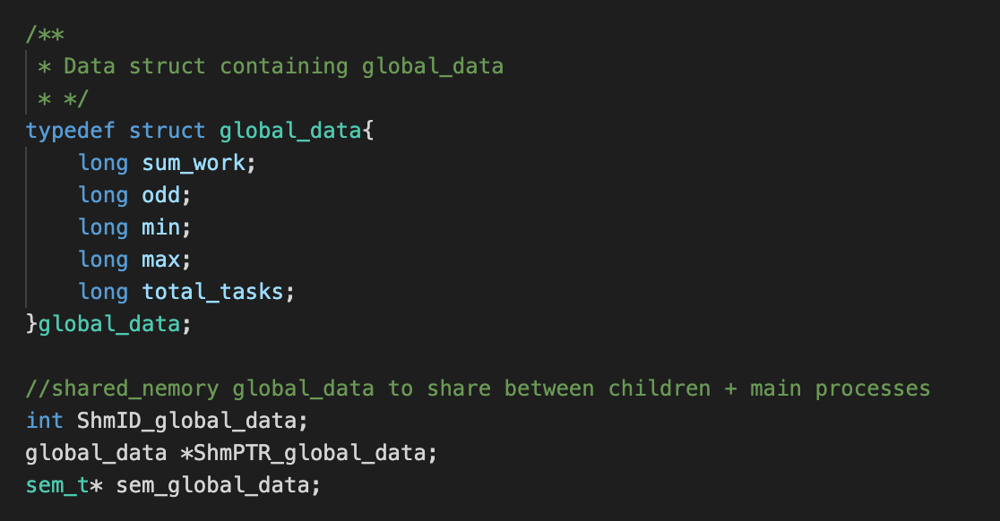 /**
 * Data struct containing global_data
 * */
typedef struct global_data{
    long sum_work;
    long odd;
    long min;
    long max;
    long total_tasks;
}global_data;

//shared_nemory global_data to share between children + main processes
int ShmID_global_data;
global_data *ShmPTR_global_data;
sem_t* sem_global_data;